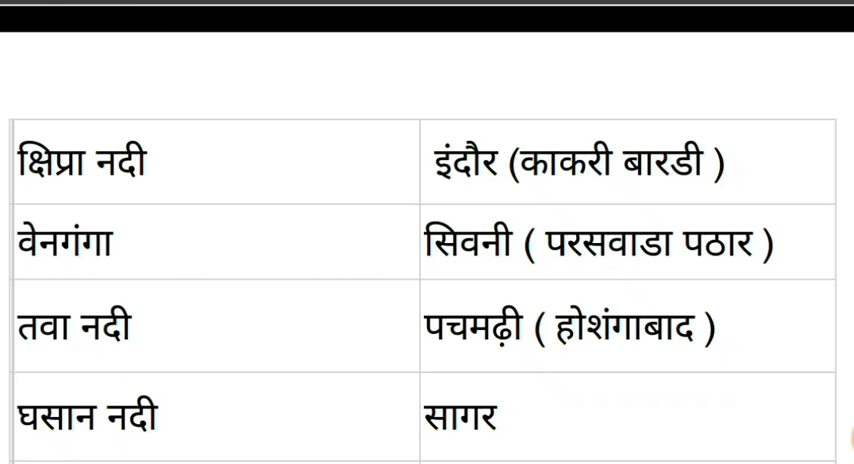 क्षिप्रा नदी इंदौर (काकरी बारडी )
वेनगंगा सिवनी ( परसवाडा पठार )
तवा नदी पचमढ़ी ( होशंगाबाद )
घसान नदी सागर